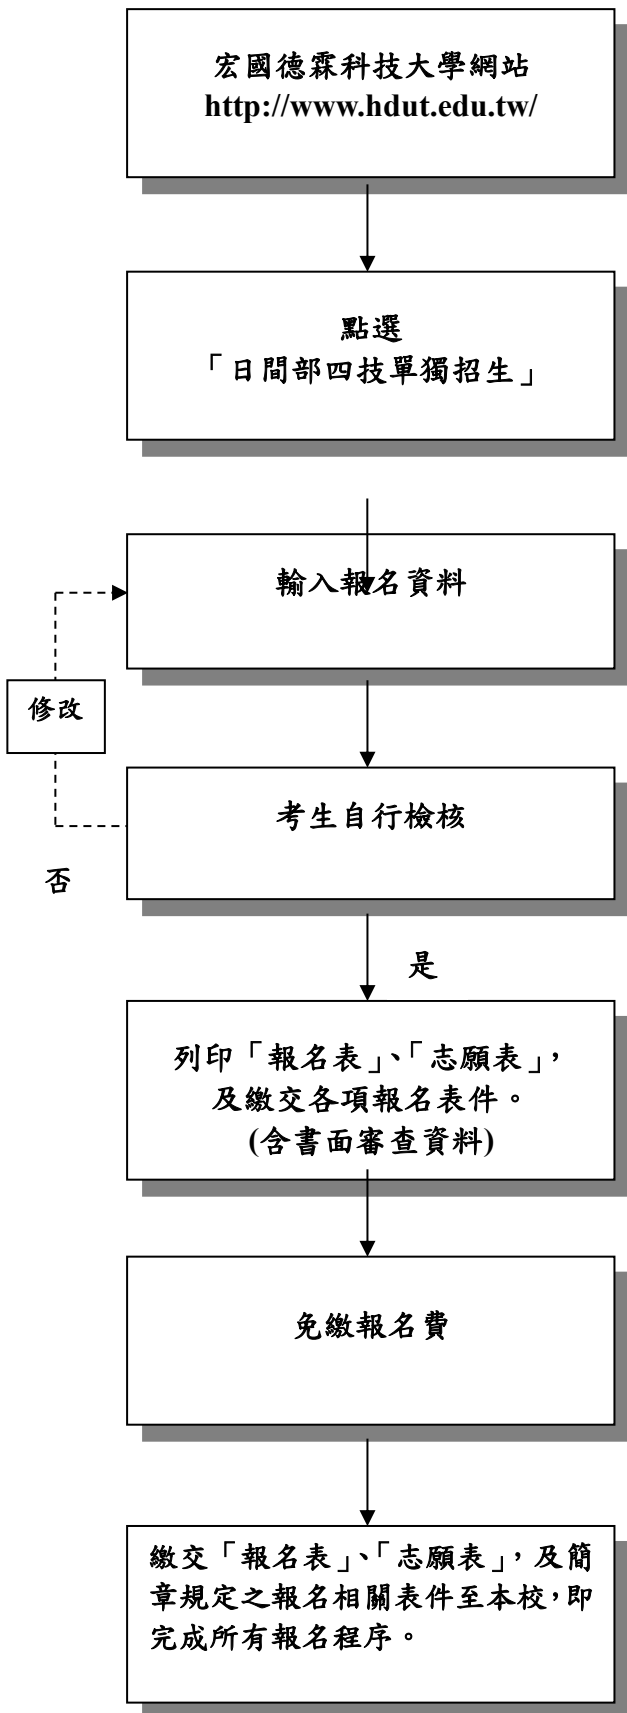 宏國德霖科技大學網站
http://www.hdut.edu.tw/
點選
「日間部四技單獨招生」
輸入報名資料
修改
考生自行檢核
否
是
列印「報名表」、「志願表」，
及繳交各項報名表件。
(含書面審查資料)
免繳報名費
繳交「報名表」、「志願表」，及簡
章規定之報名相關表件至本校，即
完成所有報名程序。